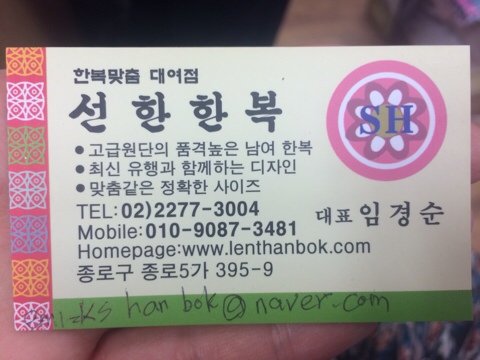 한복맞춤 대여점
선한한복
SH
• 고급원단의 품격높은 남여 한복
• 최신 유행과 함께하는 디자인
• 맞춤같은 정확한 사이즈
TEL: 02)2277-3004
대표 임경순
Mobile: 010-9087-3481
Homepage:www.lenthanbok.com
종로구 종로5가 395-9
han bok@naver.com